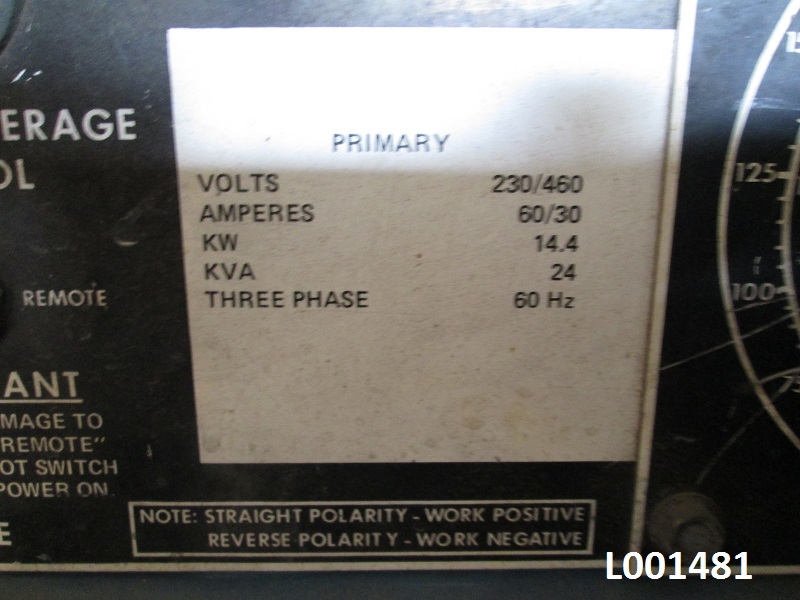 ERAGE
OL
REMOTE
ANT
MAGE TO
REMOTE"
OT SWITCH
POWER ON.
E
PRIMARY
VOLTS 230/460
AMPERES 60/30
KW 14.4
KVA 24
THREE PHASE 60 Hz
NOTE: STRAIGHT POLARITY - WORK POSITIVE
REVERSE POLARITY - WORK NEGATIVE
125
100
75
L001481